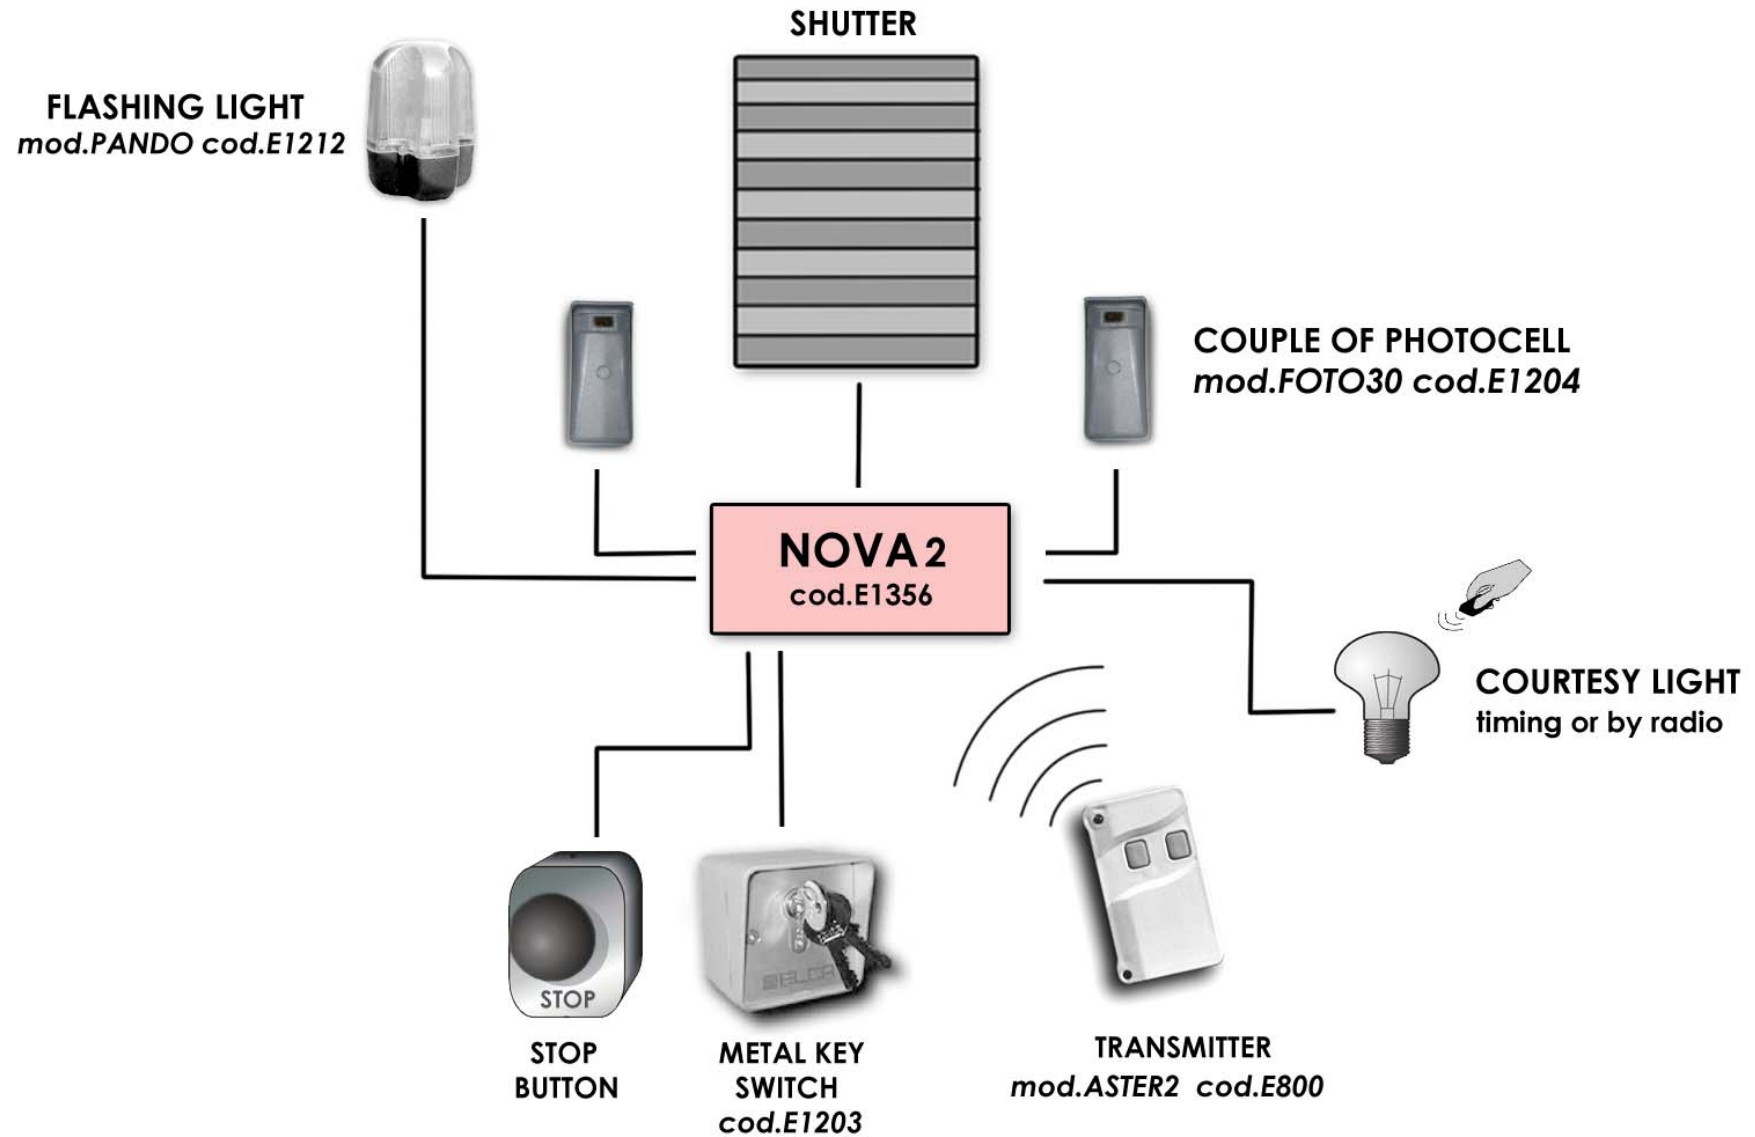 SHUTTER
FLASHING LIGHT
mod.PANDO cod.E1212
COUPLE OF PHOTOCELL
mod.FOTO30 cod.E1204
NOVA2
cod.E1356
COURTESY LIGHT
timing or by radio
STOP
ELCA
STOP
BUTTON
METAL KEY
SWITCH
cod.E1203
TRANSMITTER
mod.ASTER2 cod.E800